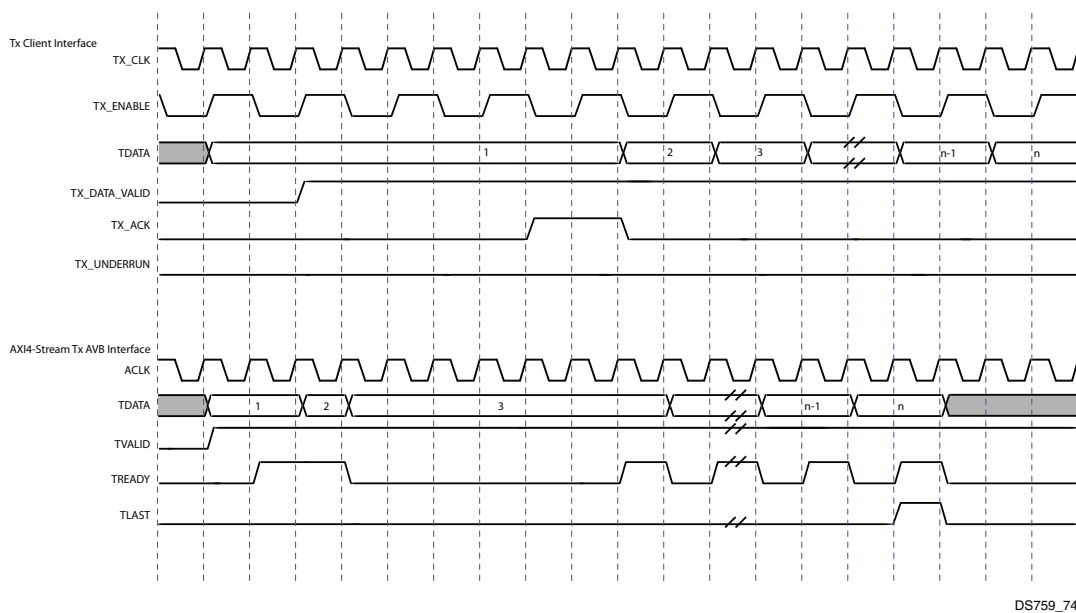 Tx Client Interface
TX_CLK
TX_ENABLE
TDATA 1 2 3 n-1 n
TX_DATA_VALID
TX_ACK
TX_UNDERRUN
AXI4-Stream Tx AVB Interface
ACLK
TDATA 1 2 3 n-1 n
TVALID
TREADY
TLAST
DS759_74